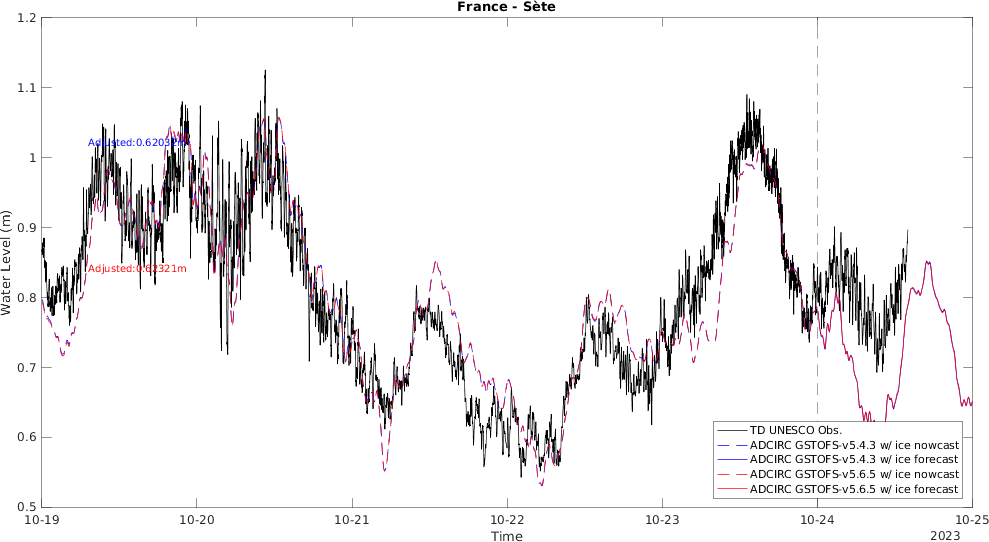 France - Sète
1.2
1.1
1
0.9
0.8
0.7
0.6
0.5
Water Level (m)
Adjusted:0.62032m
Adjusted:0.62321m
TD UNESCO Obs.
ADCIRC GSTOFS-v5.4.3 w/ ice nowcast
ADCIRC GSTOFS-v5.4.3 w/ ice forecast
ADCIRC GSTOFS-v5.6.5 w/ ice nowcast
ADCIRC GSTOFS-v5.6.5 w/ ice forecast
10-19 10-20 10-21 10-22 10-23 10-24 10-25
Time
2023